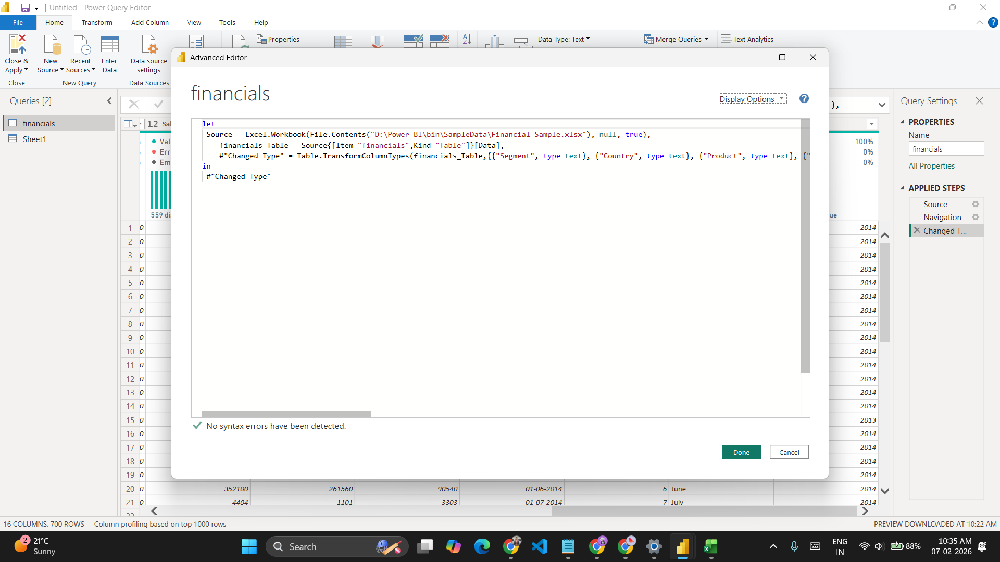 Untitled - Power Query Editor
File
Home
Transform
Add Column
View
Tools
Help
Close &
Apply
New
Source
Recent
Sources
Enter
Data
Data source
settings
Properties
Data Type: Text
Merge Queries
Text Analytics
Close
New Query
Data Sources
Queries [2]
financials
Sheet1
Advanced Editor
financials
Display Options
let
Source = Excel.Workbook(File.Contents("D:\Power BI\bin\SampleData\Financial Sample.xlsx"), null, true),
financials_Table = Source{[Item="financials",Kind="Table"]}[Data],
#"Changed Type" = Table.TransformColumnTypes(financials_Table,{{"Segment", type text}, {"Country", type text}, {"Product", type text}, {"
in
#"Changed Type"
No syntax errors have been detected.
Done
Cancel
1.2
100%
0%
0%
559
1 0 2014
2 0 2014
3 0 2014
4 0 2014
5 0 2014
6 0 2014
7 0 2014
8 0 2014
9 0 2014
10 0 2014
11 0 2014
12 0 2014
13 0 2014
14 0 2014
15 0 2013
16 0 2014
17 0 2014
18 0 2014
19 0 2014
20 0 352100 261560 90540 01-06-2014 6 June 2014
21 0 4404 1101 3303 01-07-2014 7 July 2014
22
Query Settings
PROPERTIES
Name
financials
All Properties
APPLIED STEPS
Source
Navigation
Changed T...
16 COLUMNS, 700 ROWS
Column profiling based on top 1000 rows
PREVIEW DOWNLOADED AT 10:22 AM
2
21°C
Sunny
Search
ENG
IN
88%
10:35 AM
07-02-2026